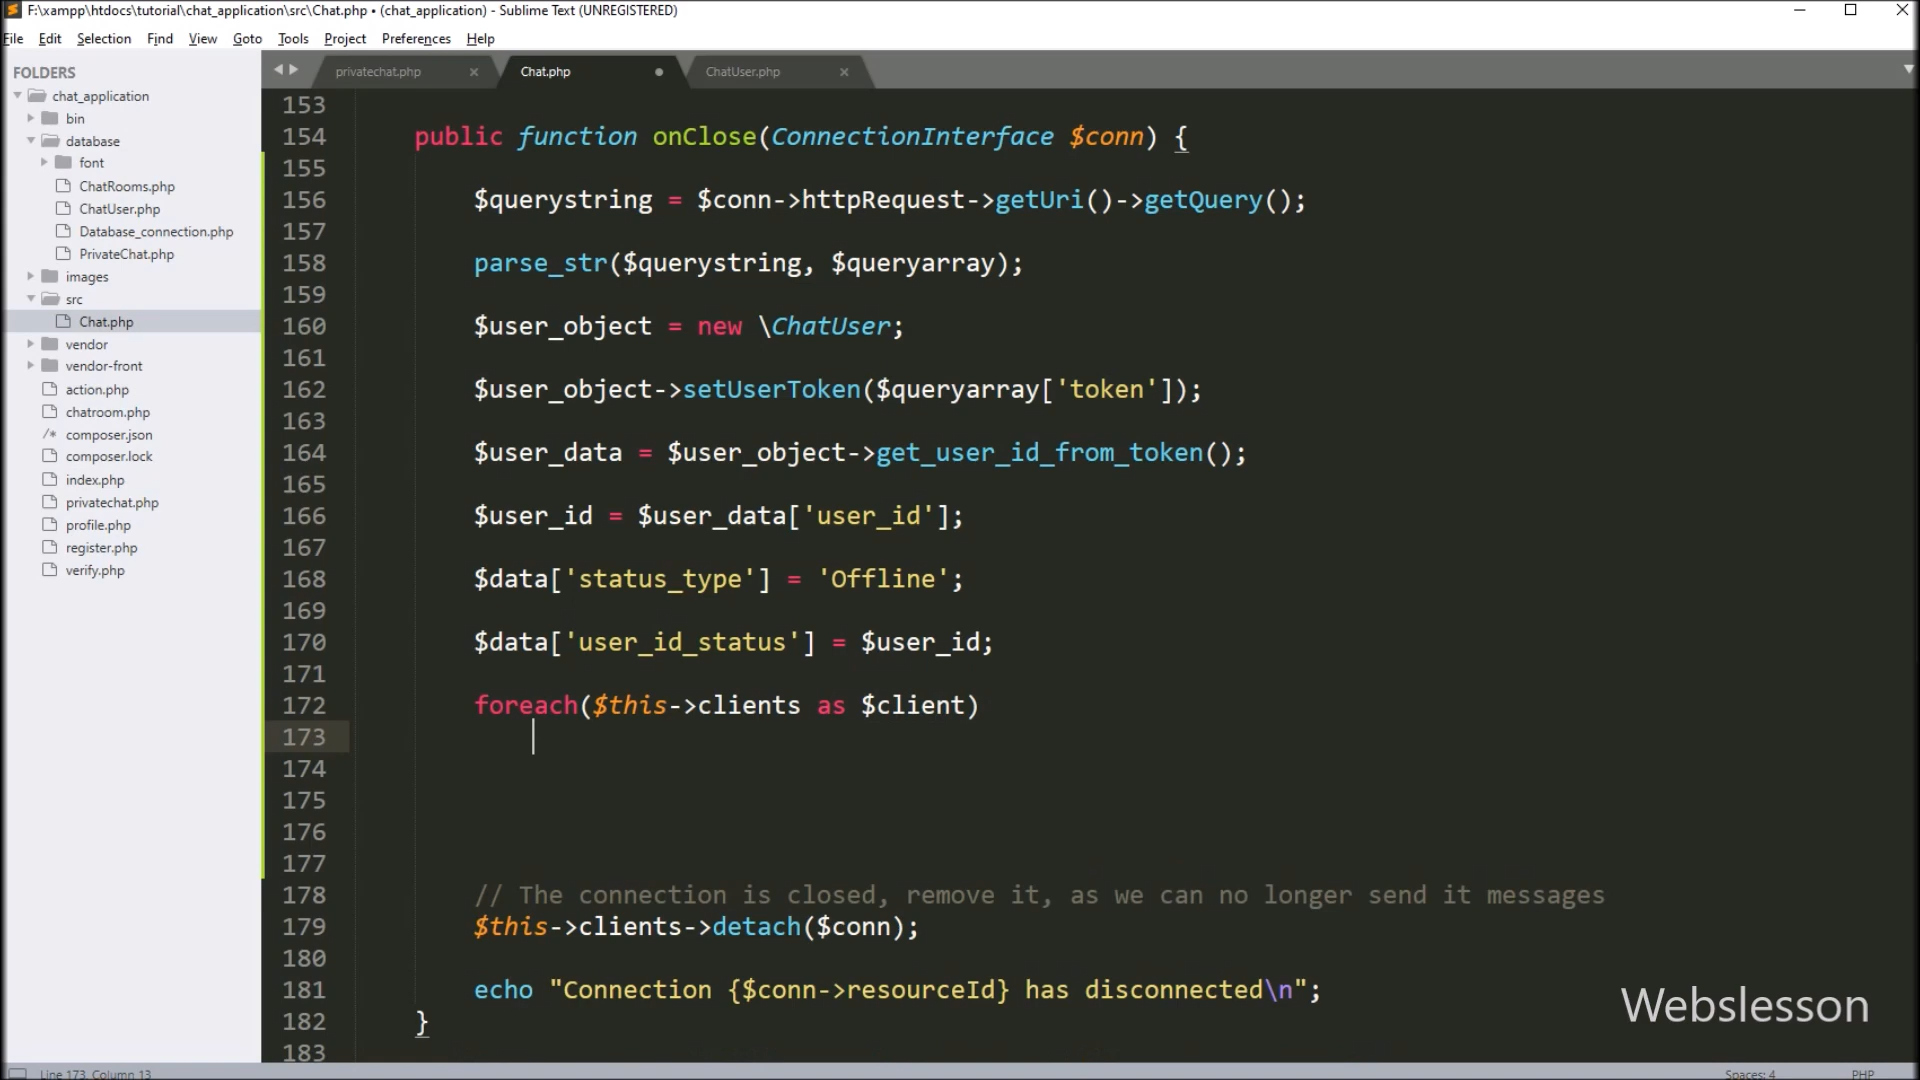 F:\xampp\htdocs\tutorial\chat_application\src\Chat.php • (chat_application) - Sublime Text (UNREGISTERED)
File Edit Selection Find View Goto Tools Project Preferences Help
FOLDERS
chat_application
bin
database
font
ChatRooms.php
ChatUser.php
Database_connection.php
PrivateChat.php
images
src
Chat.php
vendor
vendor-front
action.php
chatroom.php
/* composer.json
composer.lock
index.php
privatechat.php
profile.php
register.php
verify.php
privatechat.php × Chat.php • ChatUser.php ×
153
154 public function onClose(ConnectionInterface $conn) {
155
156 $querystring = $conn->httpRequest->getUri()->getQuery();
157
158 parse_str($querystring, $queryarray);
159
160 $user_object = new \ChatUser;
161
162 $user_object->setUserToken($queryarray['token']);
163
164 $user_data = $user_object->get_user_id_from_token();
165
166 $user_id = $user_data['user_id'];
167
168 $data['status_type'] = 'Offline';
169
170 $data['user_id_status'] = $user_id;
171
172 foreach($this->clients as $client)
173
174
175
176
177
178 // The connection is closed, remove it, as we can no longer send it messages
179 $this->clients->detach($conn);
180
181 echo "Connection {$conn->resourceId} has disconnected\n";
182 }
183
Webslesson
Line 173, Column 13
Spaces: 4
PHP